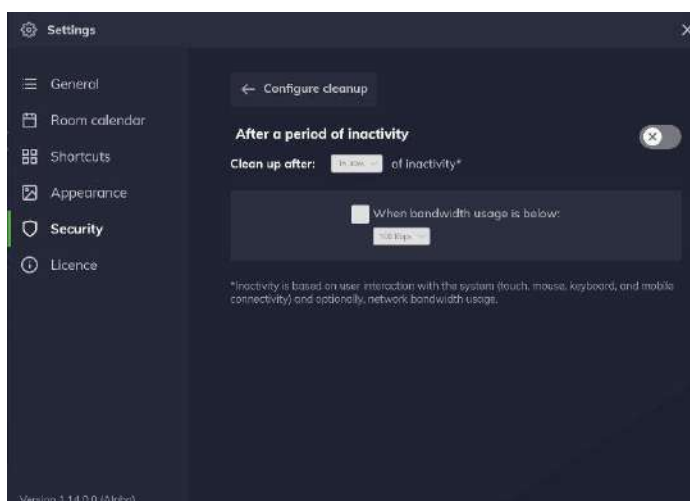 Settings
General
Room calendar
Shortcuts
Appearance
Security
Licence
← Configure cleanup
After a period of inactivity
Clean up after: of inactivity*
When bandwidth usage is below:
*Inactivity is based on user interaction with the system (touch, mouse, keyboard, and mobile
connectivity) and optionally, network bandwidth usage.
Version 1.14.0.0 (Alpha)